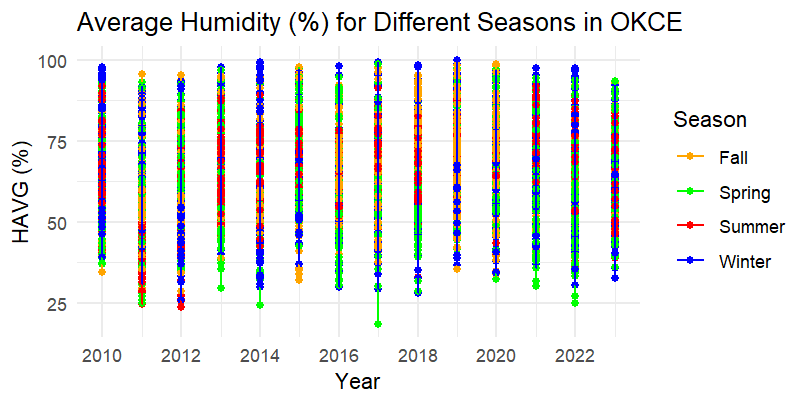 Average Humidity (%) for Different Seasons in OKCE
100
75
50
25
HAVG (%)
2010 2012 2014 2016 2018 2020 2022
Year
Season
Fall
Spring
Summer
Winter